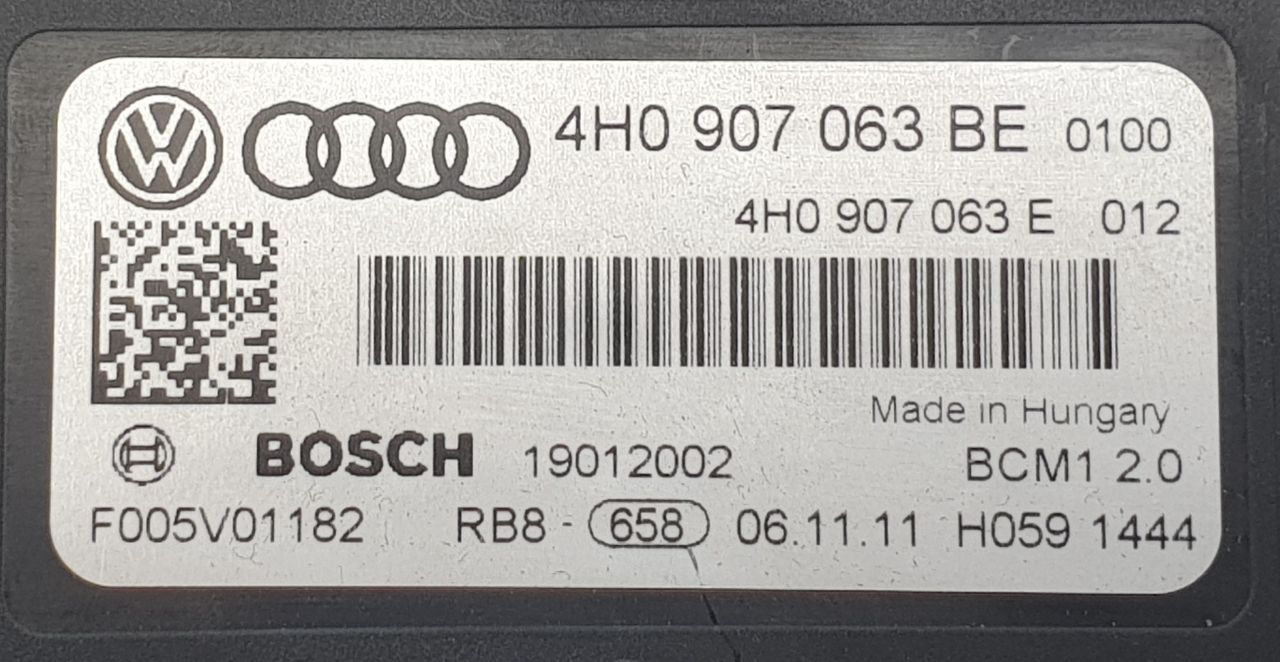 4H0 907 063 BE 0100
4H0 907 063 E 012
Made in Hungary
BOSCH 19012002 BCM1 2.0
F005V01182 RB8 - 658 06.11.11 H059 1444